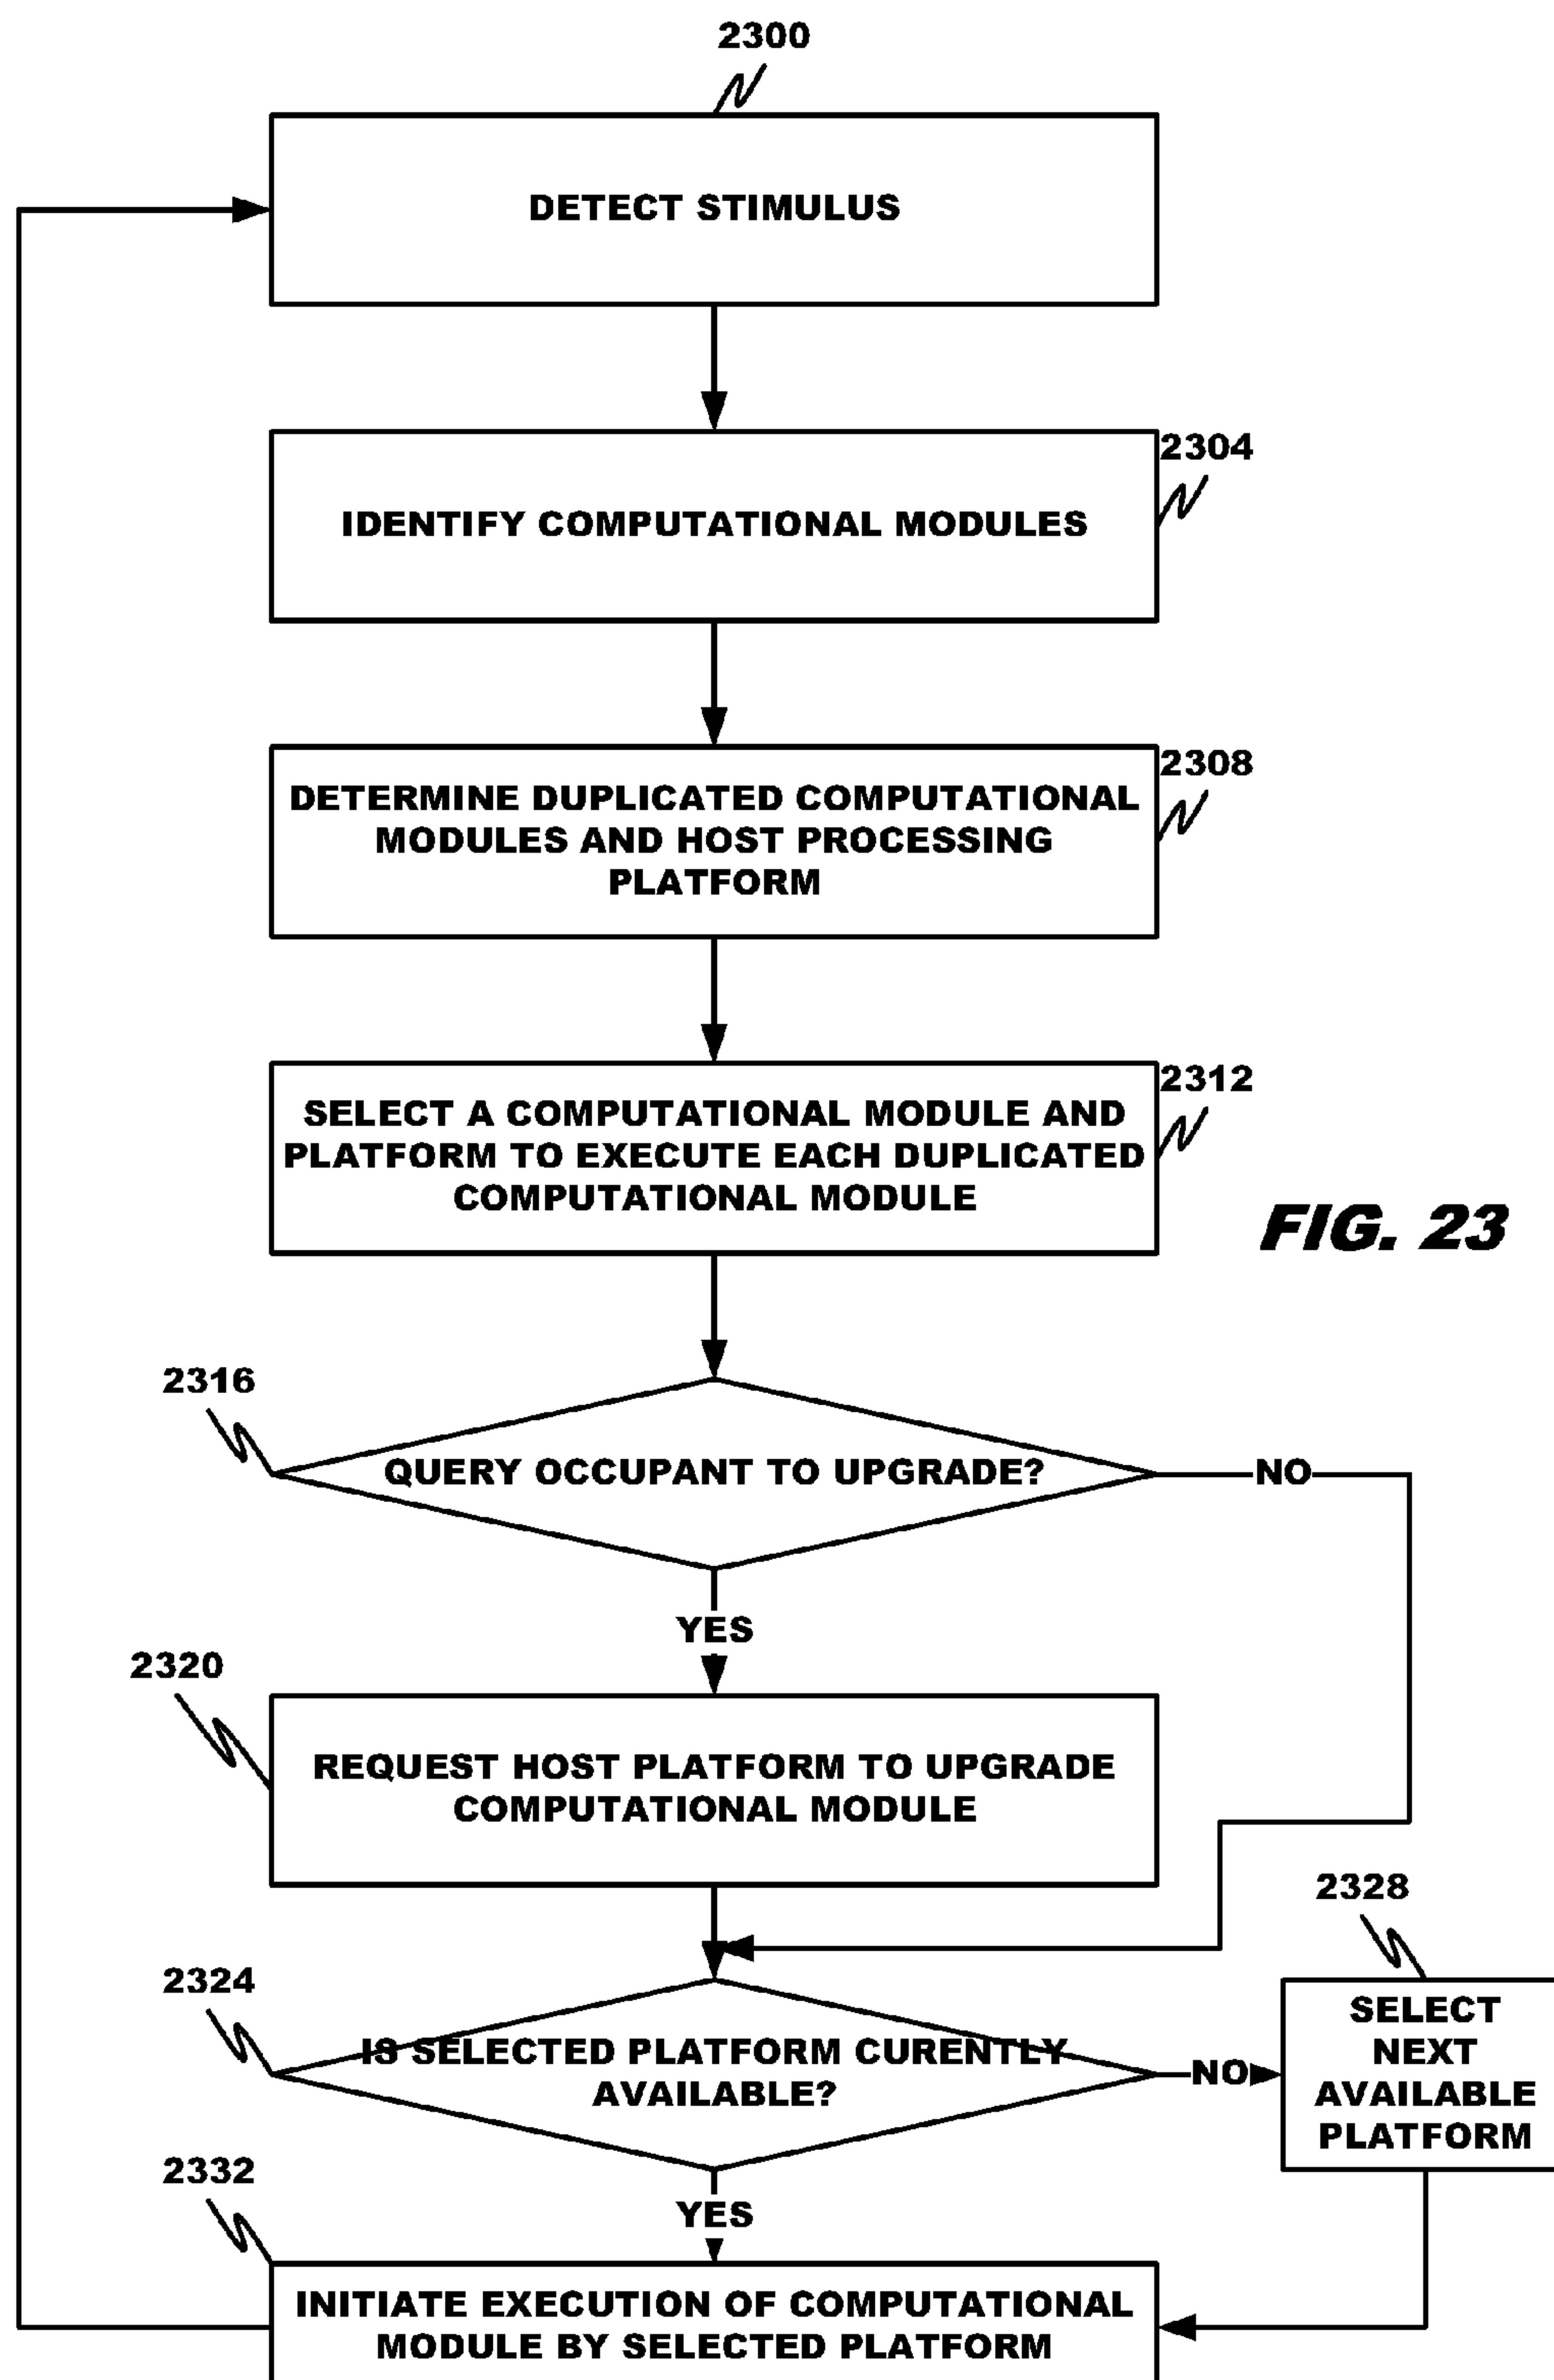 2300
DETECT STIMULUS
2304
IDENTIFY COMPUTATIONAL MODULES
2308
DETERMINE DUPLICATED COMPUTATIONAL
MODULES AND HOST PROCESSING
PLATFORM
2312
SELECT A COMPUTATIONAL MODULE AND
PLATFORM TO EXECUTE EACH DUPLICATED
COMPUTATIONAL MODULE
FIG. 23
2316
QUERY OCCUPANT TO UPGRADE?
NO
YES
2320
REQUEST HOST PLATFORM TO UPGRADE
COMPUTATIONAL MODULE
2324
IS SELECTED PLATFORM CURENTLY
AVAILABLE?
NO
2328
SELECT
NEXT
AVAILABLE
PLATFORM
YES
2332
INITIATE EXECUTION OF COMPUTATIONAL
MODULE BY SELECTED PLATFORM